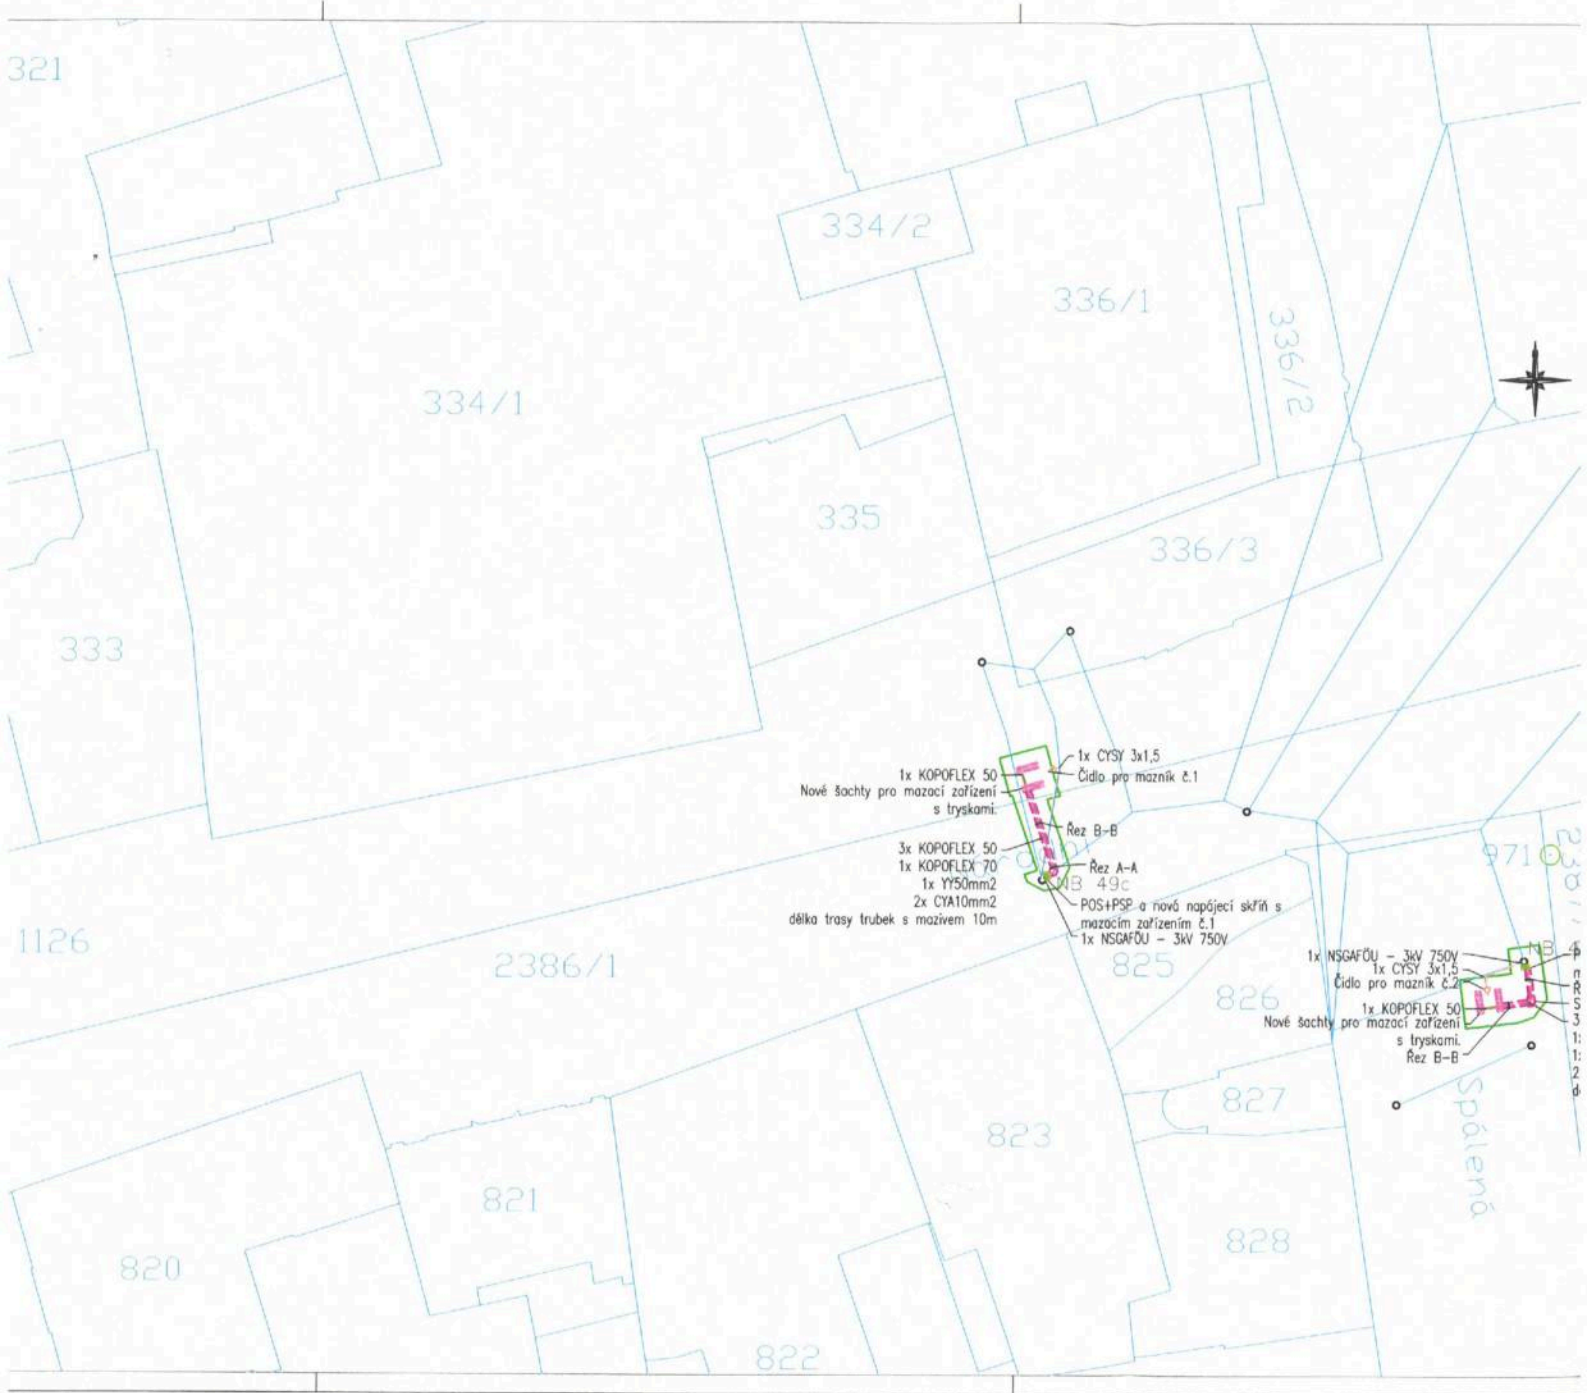 321
334/2
336/1
336/2
334/1
335
336/3
333
1x CYSY 3x1,5
Čidlo pro mazník č.1
1x KOPOFLEX 50
Nové šachty pro mazací zařízení
s tryskami.
Řez B-B
3x KOPOFLEX 50
1x KOPOFLEX 70
1x YY50mm2
2x CYA10mm2
délka trasy trubek s mazivem 10m
Řez A-A
NB 49c
POS+PSP a nová napájecí skříň s
mazacím zařízením č.1
1x NSGAFÖU - 3kV 750V
971
1126
2386/1
825
826
1x NSGAFÖU - 3kV 750V
1x CYSY 3x1,5
Čidlo pro mazník č.2
1x KOPOFLEX 50
Nové šachty pro mazací zařízení
s tryskami.
Řez B-B
NB 4
Spálená
827
823
821
828
820
822